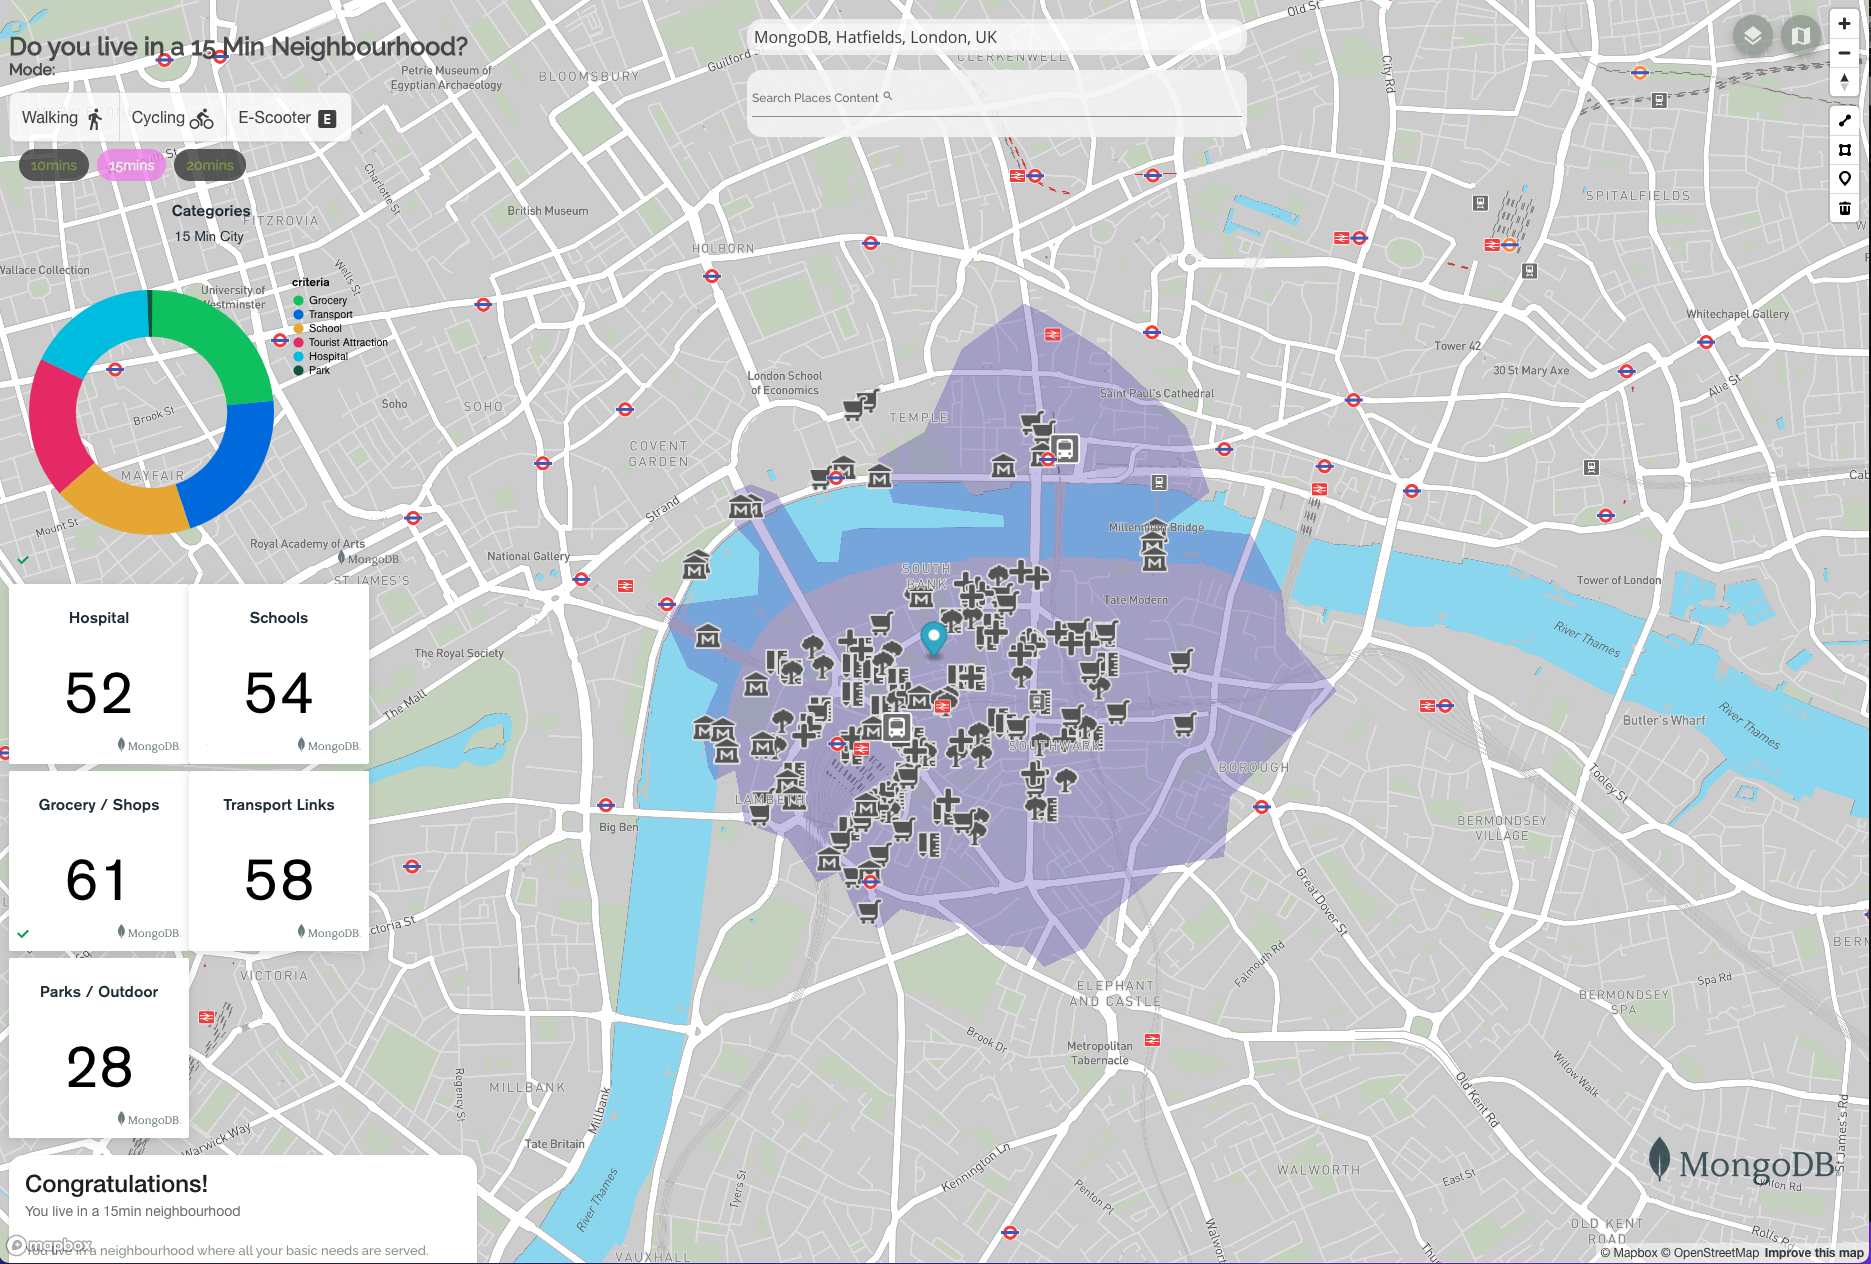 Do you live in a 15 Min Neighbourhood?
Mode:
Walking
Cycling
E-Scooter E
10mins
15mins
20mins
MongoDB, Hatfields, London, UK
Search Places Content
Categories
15 Min City
criteria
Grocery
Transport
School
Tourist Attraction
Hospital
Park
MongoDB.
Hospital
52
MongoDB.
Schools
54
MongoDB.
Grocery / Shops
61
MongoDB.
Transport Links
58
MongoDB.
Parks / Outdoor
28
MongoDB.
Congratulations!
You live in a 15min neighbourhood
You live in a neighbourhood where all your basic needs are served.
mapbox
Petrie Museum of
Egyptian Archaeology
BLOOMSBURY
Guilford
CLERKENWELL
Old St
City Rd
Charlotte St
FITZROVIA
British Museum
HOLBORN
SPITALFIELDS
Wallace Collection
Wells St
University of
Westminster
Whitechapel Gallery
Tower 42
30 St Mary Axe
Alie St
London School
of Economics
Saint Paul's Cathedral
TEMPLE
Soho
SOHO
Brook St
COVENT
GARDEN
MAYFAIR
Mount St
Strand
Royal Academy of Arts
National Gallery
ST JAMES'S
Millennium Bridge
SOUTH
BANK
Tate Modern
Tower of London
River Thames
The Royal Society
The Mall
River Thames
Butler's Wharf
SOUTHWARK
BOROUGH
Tooley St
LAMBETH
Big Ben
BERMONDSEY
VILLAGE
Great Dover St
ctoria St
VICTORIA
ELEPHANT
AND CASTLE
Falmouth Rd
Spa Rd
BERMONDSEY
SPA
BERM
Brook Dr
Metropolitan
Tabernacle
Regency St
MILLBANK
Millbank
Old Kent Rd
Willow Walk
St James's Rd
Warwick Way
Tate Britain
River Thames
Tyers St
Kennington Ln
Penton Pl
WALWORTH
East St
MongoDB.
OLD KENT
ROAD
Rolls Rd
VAUXHALL
© Mapbox © OpenStreetMap Improve this map